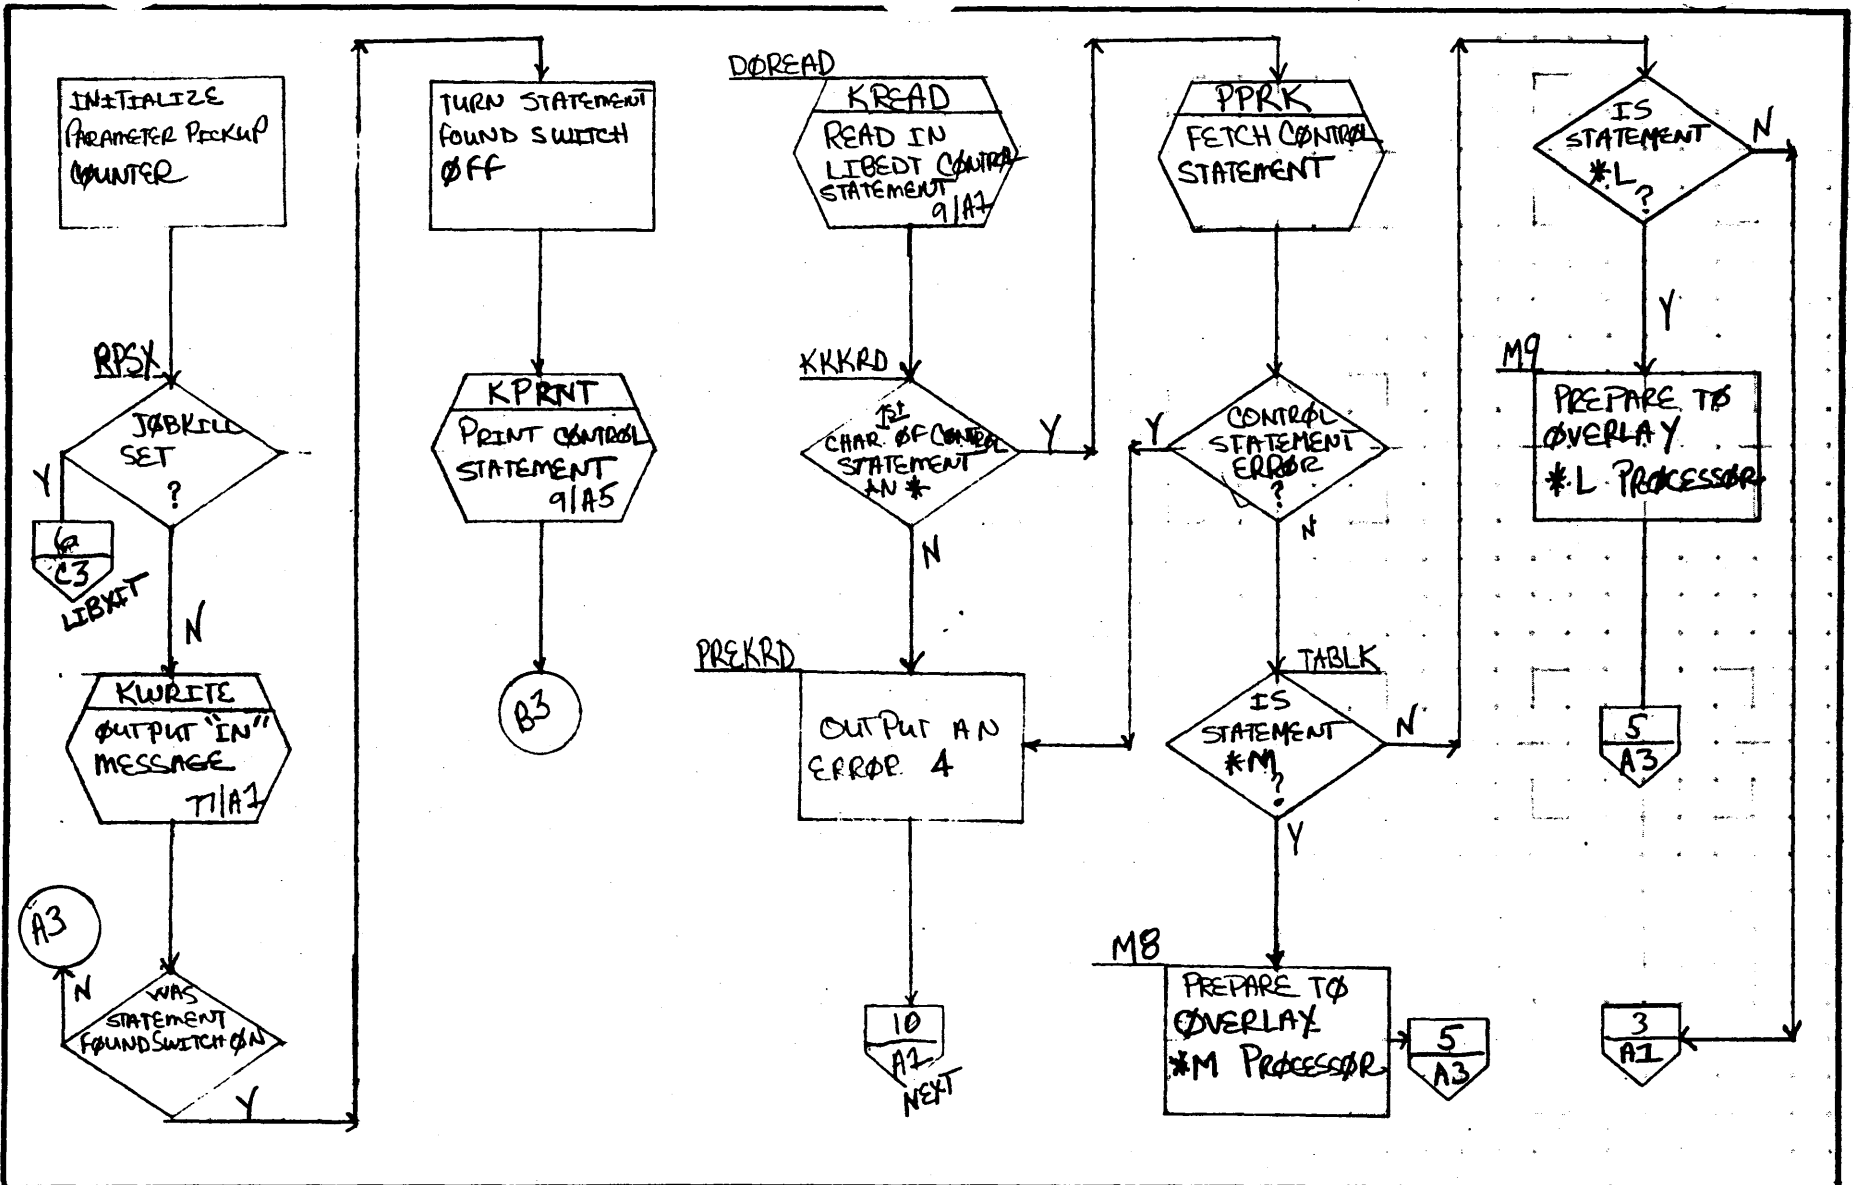 INITIALIZE
PARAMETER PICKUP
CØUNTER
RPSX
JØBKILL
SET
?
Y
6
C3
LIBXIT
N
KWRITE
ØUTPUT "IN"
MESSAGE
77/A1
A3
N
WAS
STATEMENT
FØUND SWITCH ØN
Y
TURN STATEMENT
FOUND SWITCH
ØFF
KPRNT
PRINT CØNTRØL
STATEMENT
9/A5
B3
DØREAD
KREAD
READ IN
LIBEDT CØNTRØL
STATEMENT
9/A1
KKKRD
1st
CHAR. ØF CØNTRØL
STATEMENT
AN *
Y
N
PREKRD
OUTPUT AN
ERRØR 4
10
A1
NEXT
PPRK
FETCH CØNTRØL
STATEMENT
Y
CØNTRØL
STATEMENT
ERRØR
?
N
TABLK
IS
STATEMENT
*M
?
N
Y
M8
PREPARE TØ
ØVERLAY
*M PRØCESSØR
5
A3
IS
STATEMENT
*L
?
N
Y
M9
PREPARE TØ
ØVERLAY
*L PRØCESSØR
5
A3
3
A1